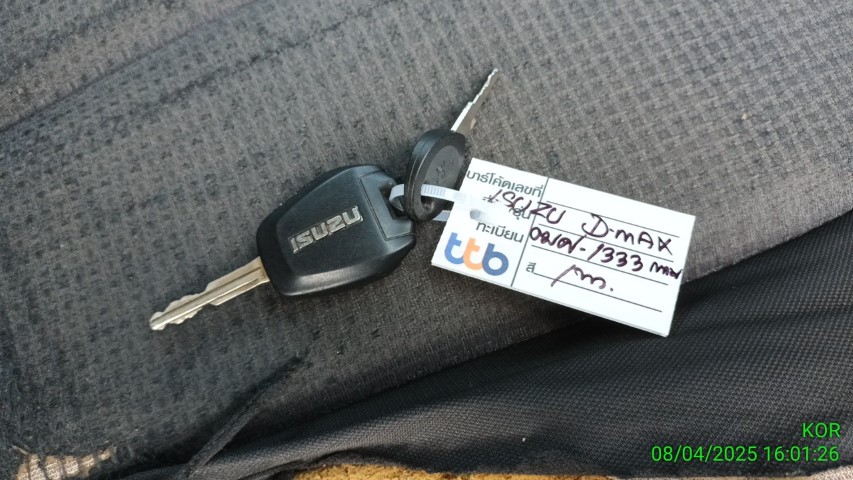 ISUZU
บาร์โค้ดเลขที่
ISUZU D-MAX
ทะเบียน
-1333
สี
ttb
KOR
08/04/2025 16:01:26